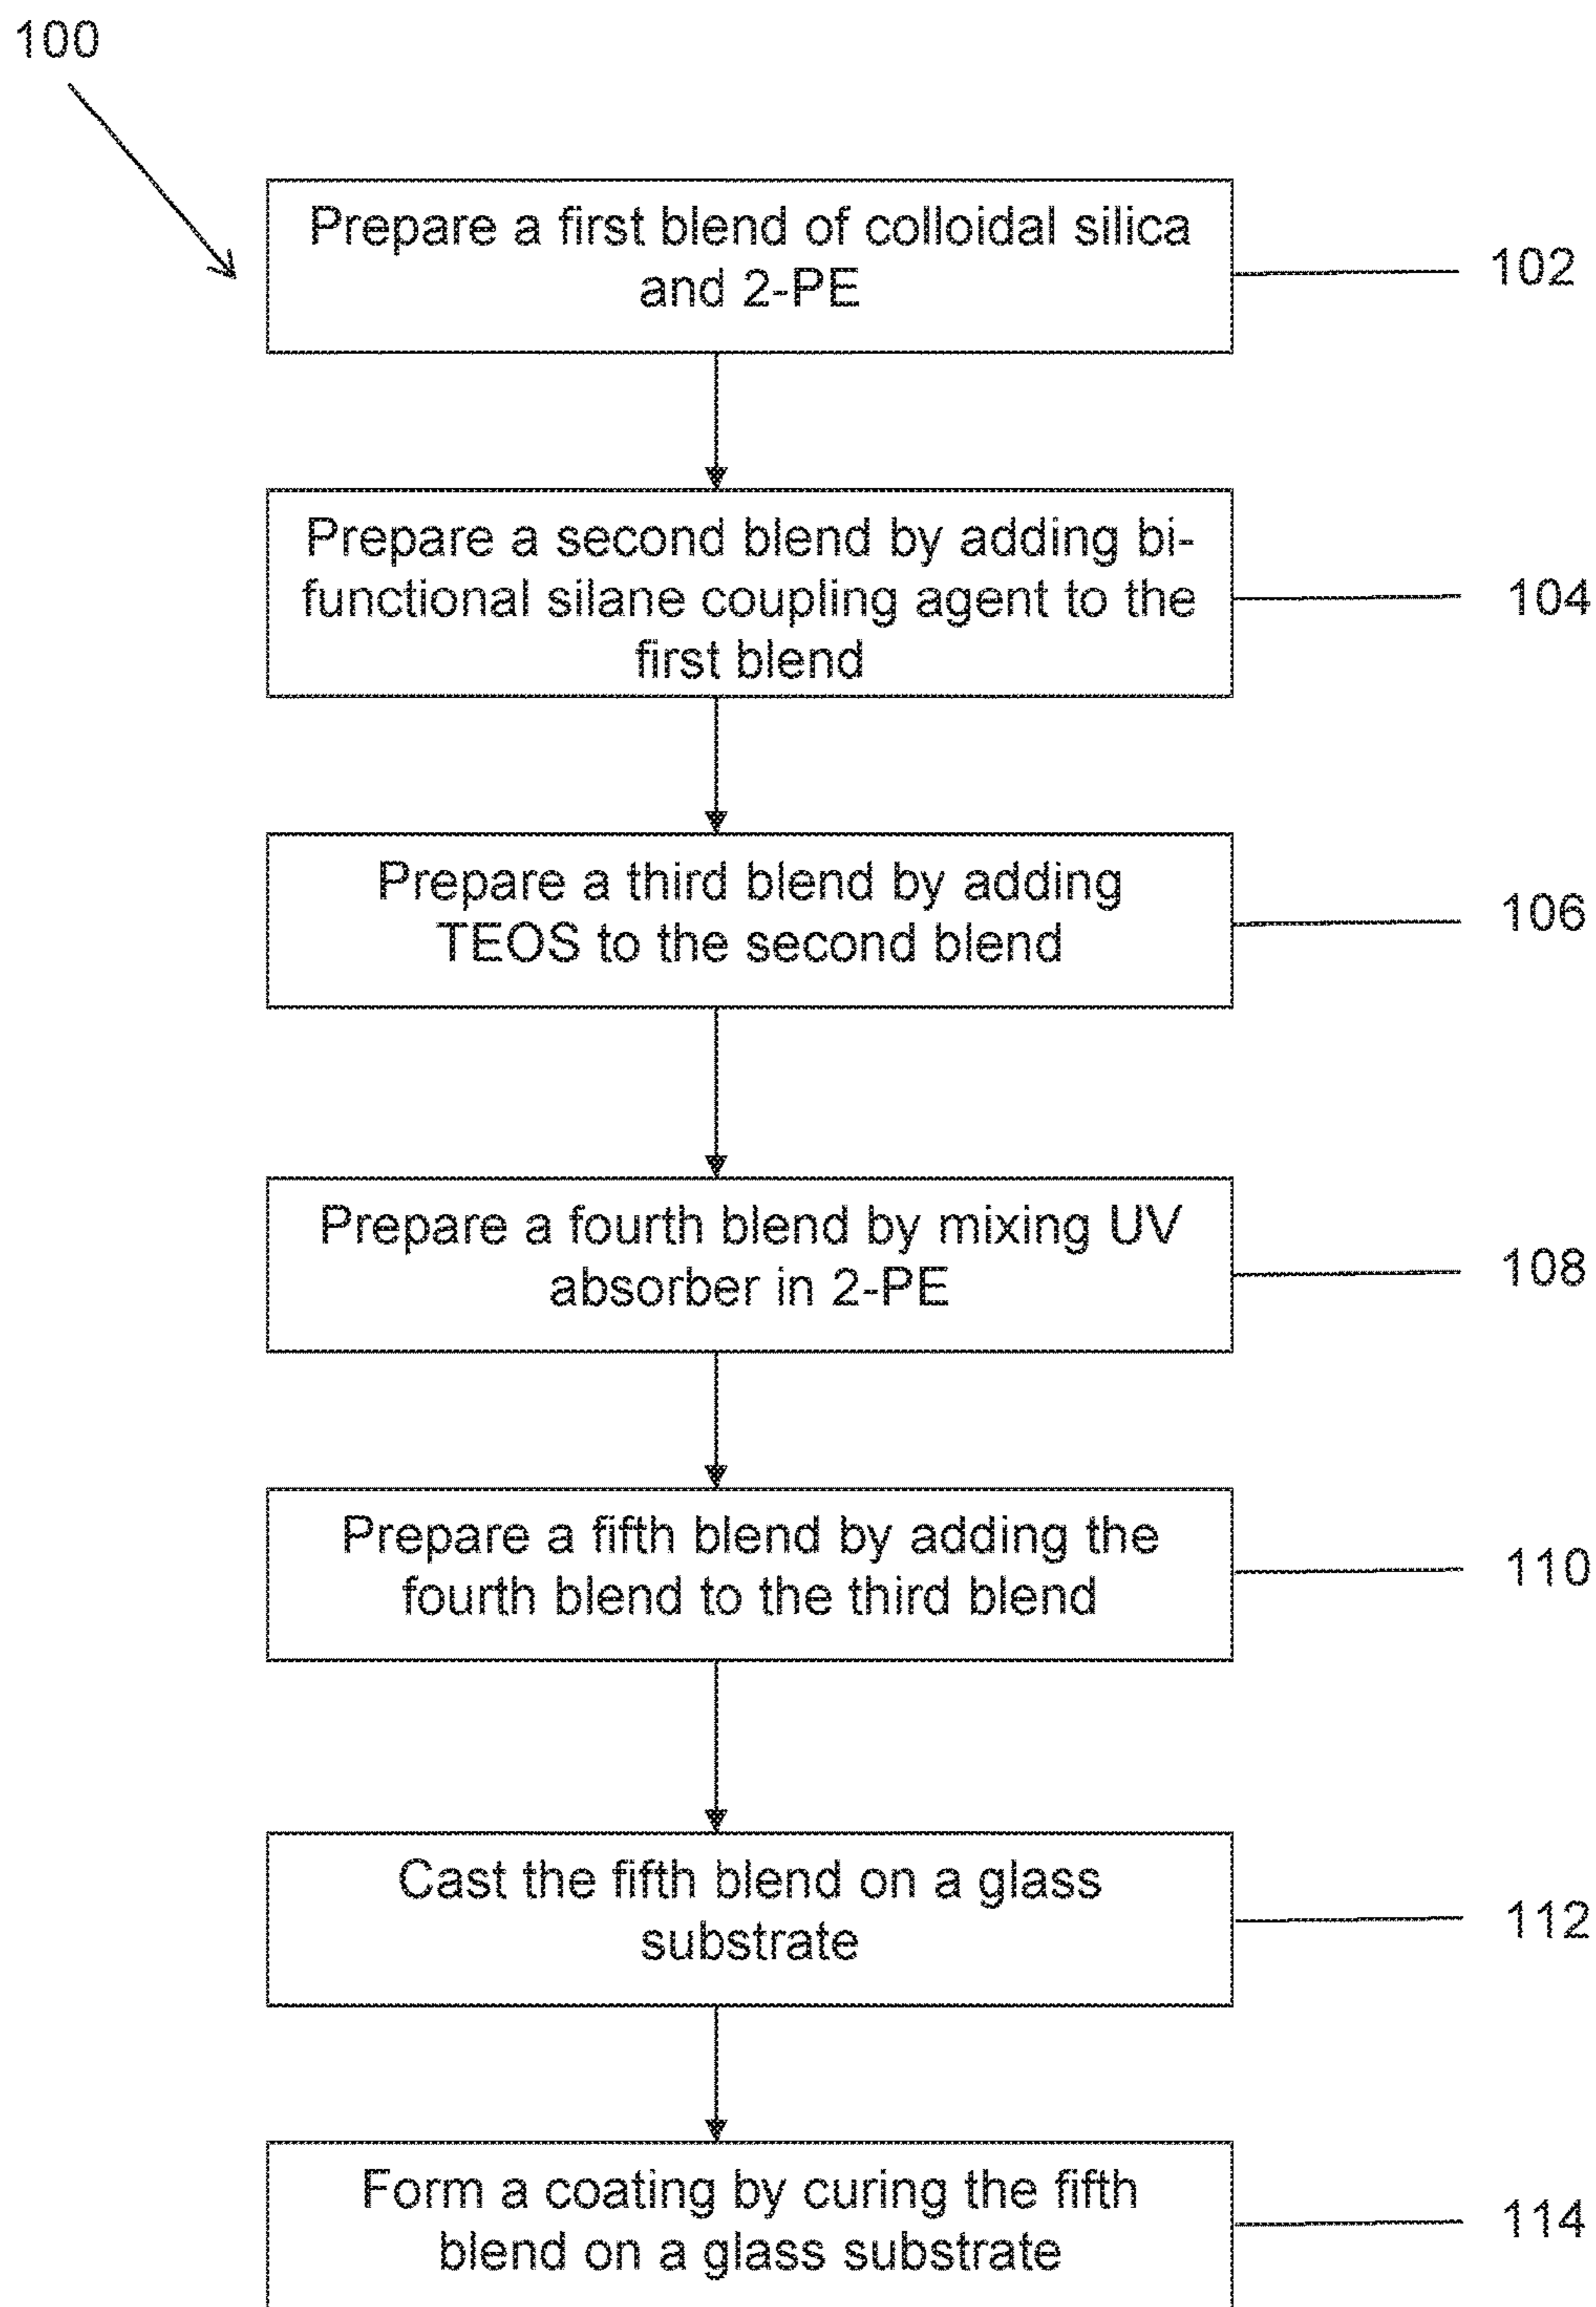 100
Prepare a first blend of colloidal silica
and 2-PE
102
Prepare a second blend by adding bi-
functional silane coupling agent to the
first blend
104
Prepare a third blend by adding
TEOS to the second blend
106
Prepare a fourth blend by mixing UV
absorber in 2-PE
108
Prepare a fifth blend by adding the
fourth blend to the third blend
110
Cast the fifth blend on a glass
substrate
112
Form a coating by curing the fifth
blend on a glass substrate
114